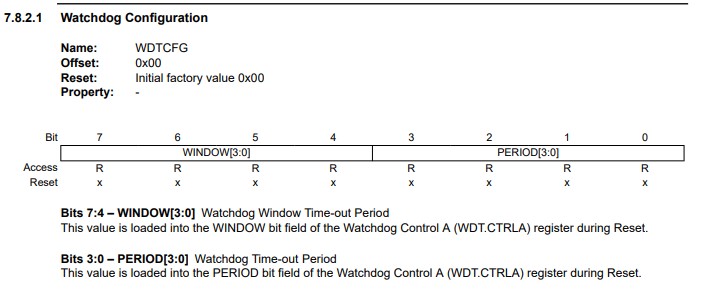 7.8.2.1 Watchdog Configuration
Name: WDTCFG
Offset: 0x00
Reset: Initial factory value 0x00
Property: -
Bit 7 6 5 4 3 2 1 0
WINDOW[3:0] PERIOD[3:0]
Access R R R R R R R R
Reset x x x x x x x x
Bits 7:4 – WINDOW[3:0] Watchdog Window Time-out Period
This value is loaded into the WINDOW bit field of the Watchdog Control A (WDT.CTRLA) register during Reset.
Bits 3:0 – PERIOD[3:0] Watchdog Time-out Period
This value is loaded into the PERIOD bit field of the Watchdog Control A (WDT.CTRLA) register during Reset.